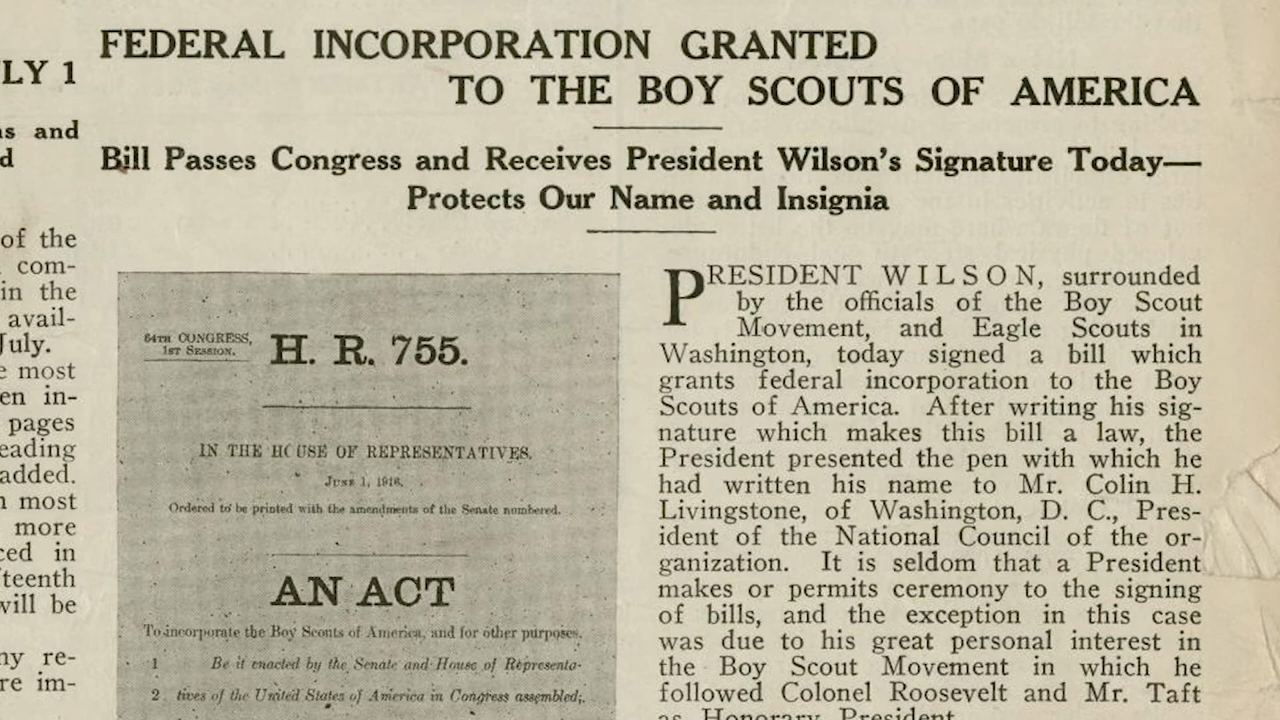 LY 1
as and
d
of the
com-
in the
avail-
July.
e most
en in-
pages
eading
added.
most
more
ced in
fteenth
will be
ny re-
re im-
FEDERAL INCORPORATION GRANTED
TO THE BOY SCOUTS OF AMERICA
Bill Passes Congress and Receives President Wilson's Signature Today—
Protects Our Name and Insignia
64TH CONGRESS,
1ST SESSION.
H. R. 755.
IN THE HOUSE OF REPRESENTATIVES.
JUNE 1, 1916.
Ordered to be printed with the amendments of the Senate numbered.
AN ACT
To incorporate the Boy Scouts of America, and for other purposes.
1 Be it enacted by the Senate and House of Representa-
2 tives of the United States of America in Congress assembled,
PRESIDENT WILSON, surrounded
by the officials of the Boy Scout
Movement, and Eagle Scouts in
Washington, today signed a bill which
grants federal incorporation to the Boy
Scouts of America. After writing his sig-
nature which makes this bill a law, the
President presented the pen with which he
had written his name to Mr. Colin H.
Livingstone, of Washington, D. C., Pres-
ident of the National Council of the or-
ganization. It is seldom that a President
makes or permits ceremony to the signing
of bills, and the exception in this case
was due to his great personal interest in
the Boy Scout Movement in which he
followed Colonel Roosevelt and Mr. Taft
as Honorary President.